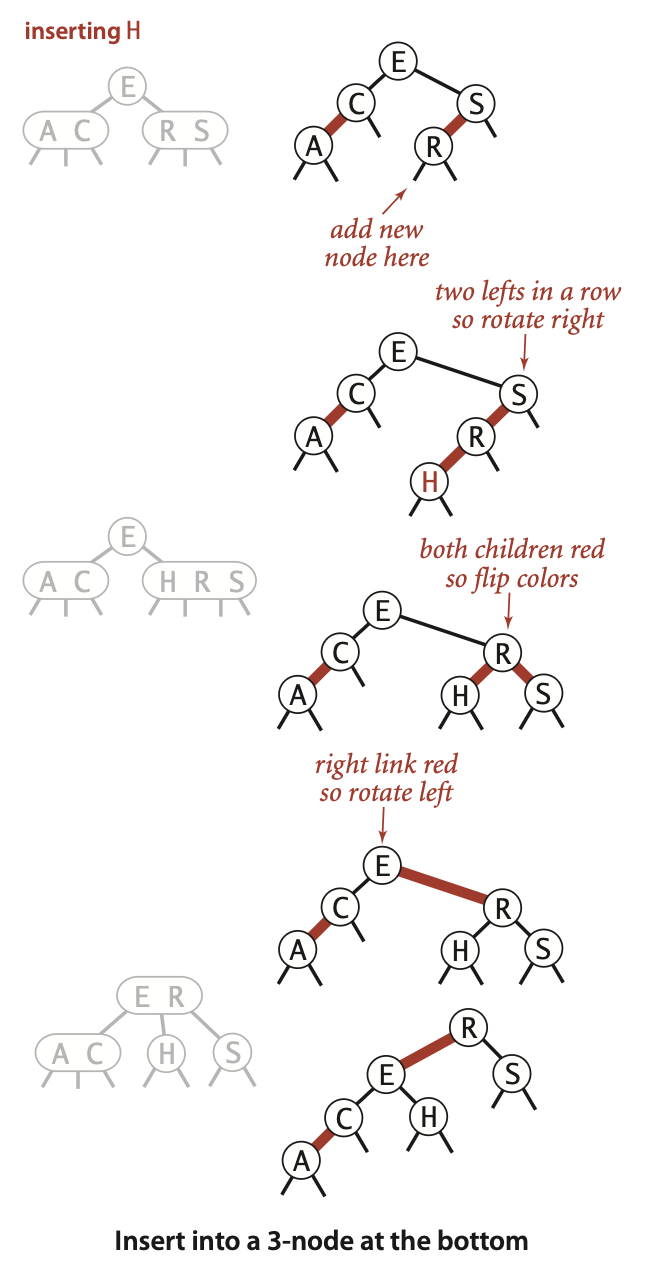 inserting H
E
A C
R S
E
C
S
A
R
add new
node here
two lefts in a row
so rotate right
E
C
S
A
R
H
E
A C
H R S
both children red
so flip colors
E
C
R
A
H
S
right link red
so rotate left
E
C
R
A
H
S
E R
A C
H
S
R
E
S
C
H
A
Insert into a 3-node at the bottom